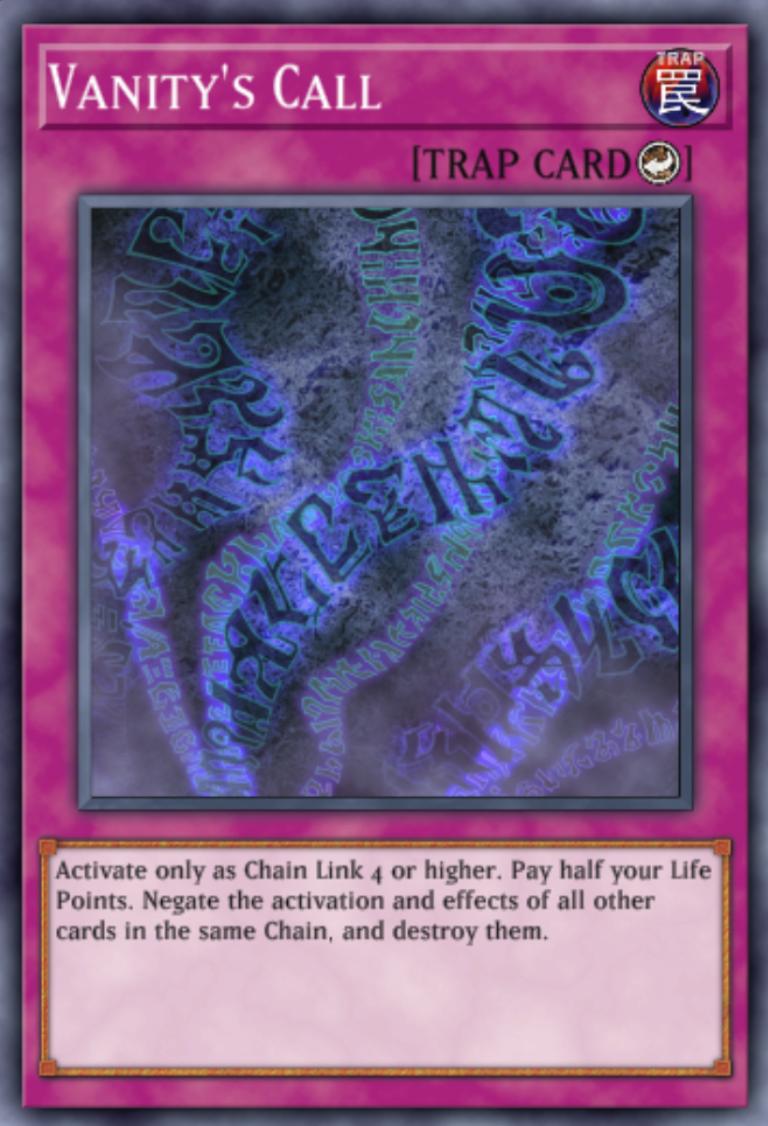 Vanity's Call
TRAP
罠
[TRAP CARD]
Activate only as Chain Link 4 or higher. Pay half your Life
Points. Negate the activation and effects of all other
cards in the same Chain, and destroy them.